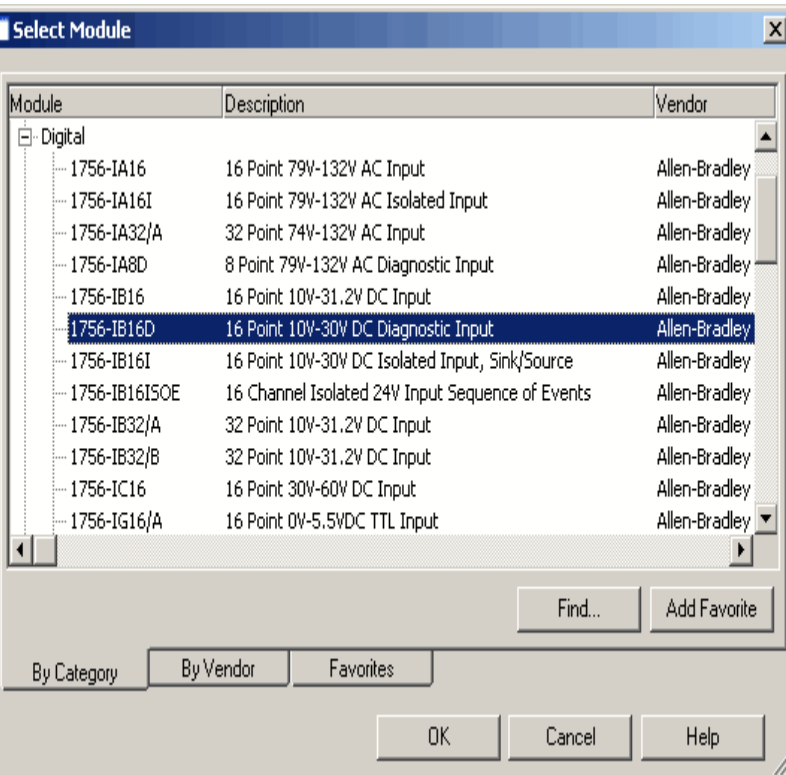 Select Module
Module Description Vendor
Digital
1756-IA16 16 Point 79V-132V AC Input Allen-Bradley
1756-IA16I 16 Point 79V-132V AC Isolated Input Allen-Bradley
1756-IA32/A 32 Point 74V-132V AC Input Allen-Bradley
1756-IA8D 8 Point 79V-132V AC Diagnostic Input Allen-Bradley
1756-IB16 16 Point 10V-31.2V DC Input Allen-Bradley
1756-IB16D 16 Point 10V-30V DC Diagnostic Input Allen-Bradley
1756-IB16I 16 Point 10V-30V DC Isolated Input, Sink/Source Allen-Bradley
1756-IB16ISOE 16 Channel Isolated 24V Input Sequence of Events Allen-Bradley
1756-IB32/A 32 Point 10V-31.2V DC Input Allen-Bradley
1756-IB32/B 32 Point 10V-31.2V DC Input Allen-Bradley
1756-IC16 16 Point 30V-60V DC Input Allen-Bradley
1756-IG16/A 16 Point 0V-5.5VDC TTL Input Allen-Bradley
Find... Add Favorite
By Category By Vendor Favorites
OK Cancel Help